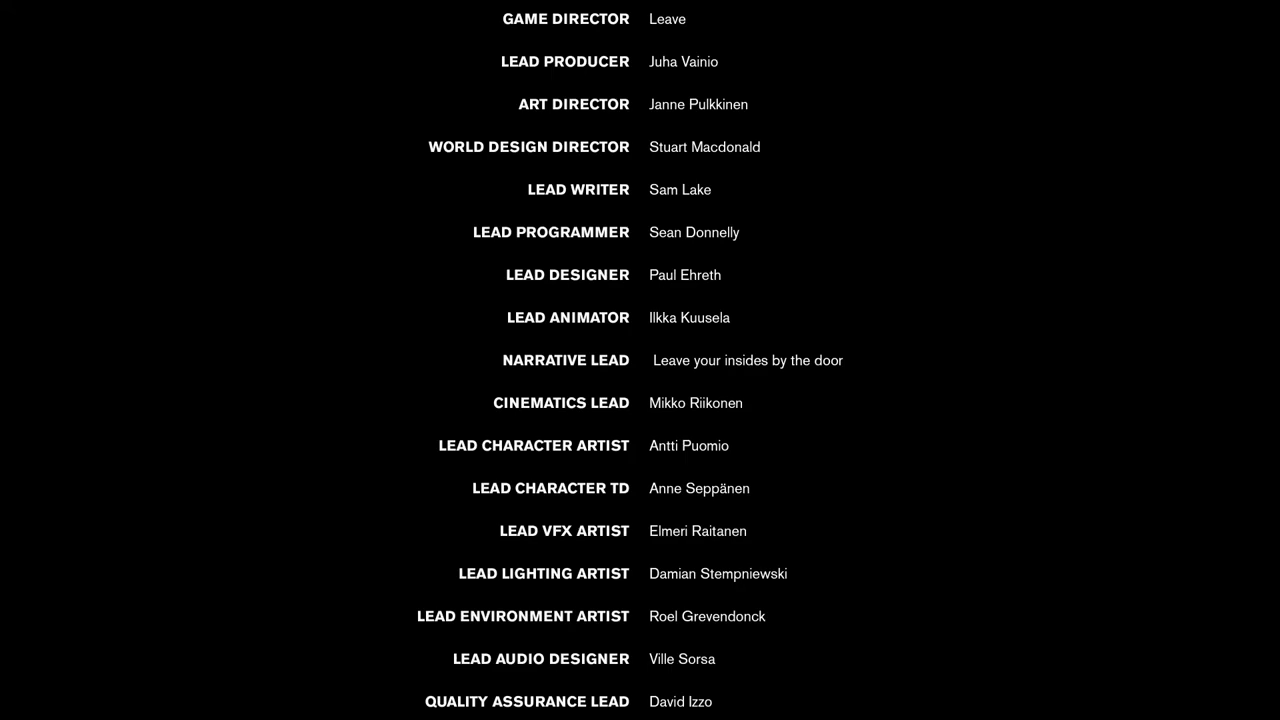 GAME DIRECTOR Leave
LEAD PRODUCER Juha Vainio
ART DIRECTOR Janne Pulkkinen
WORLD DESIGN DIRECTOR Stuart Macdonald
LEAD WRITER Sam Lake
LEAD PROGRAMMER Sean Donnelly
LEAD DESIGNER Paul Ehreth
LEAD ANIMATOR Ilkka Kuusela
NARRATIVE LEAD Leave your insides by the door
CINEMATICS LEAD Mikko Riikonen
LEAD CHARACTER ARTIST Antti Puomio
LEAD CHARACTER TD Anne Seppänen
LEAD VFX ARTIST Elmeri Raitanen
LEAD LIGHTING ARTIST Damian Stempniewski
LEAD ENVIRONMENT ARTIST Roel Grevendonck
LEAD AUDIO DESIGNER Ville Sorsa
QUALITY ASSURANCE LEAD David Izzo